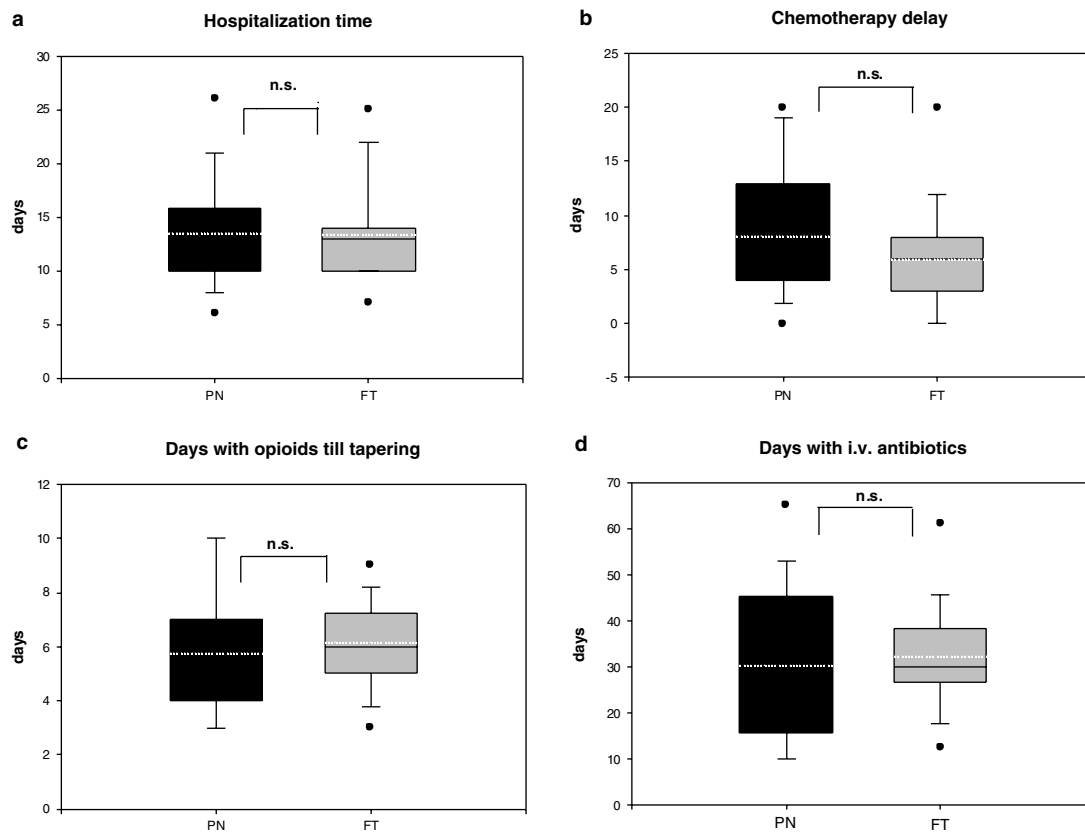 a
Hospitalization time
30
25
20
15
10
5
0
days
n.s.
PN
FT
b
Chemotherapy delay
25
20
15
10
5
0
-5
days
n.s.
PN
FT
c
Days with opioids till tapering
12
10
8
6
4
2
0
days
n.s.
PN
FT
d
Days with i.v. antibiotics
70
60
50
40
30
20
10
0
days
n.s.
PN
FT